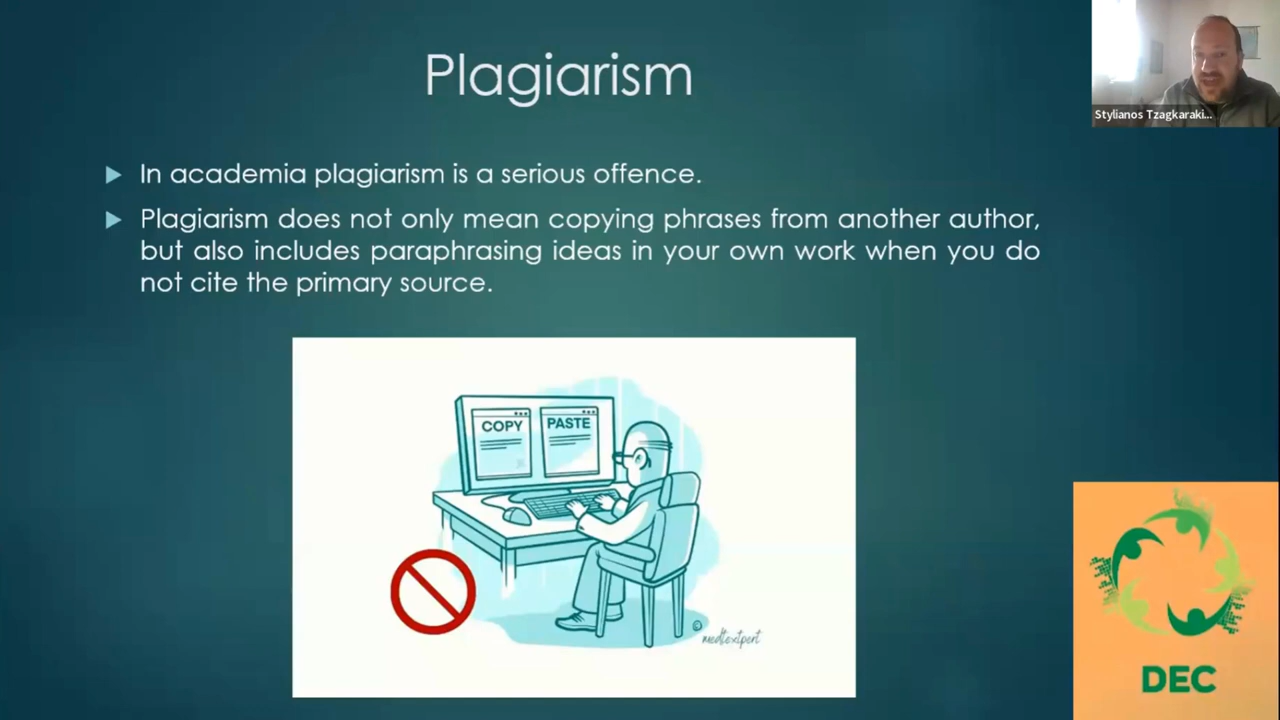 Plagiarism
Stylianos Tzagkaraki...
In academia plagiarism is a serious offence.
Plagiarism does not only mean copying phrases from another author,
but also includes paraphrasing ideas in your own work when you do
not cite the primary source.
COPY
PASTE
© medtextpert
DEC